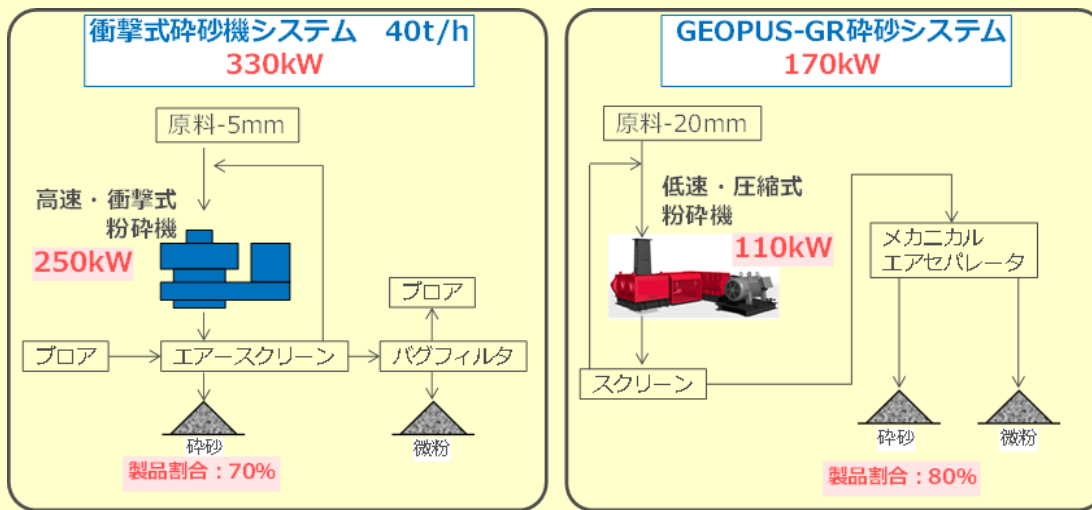 衝撃式砕砂機システム 40t/h
330kW
原料-5mm
高速・衝撃式
粉砕機
250kW
ブロア
ブロア
エアースクリーン
バグフィルタ
砕砂
微粉
製品割合：70%
GEOPUS-GR砕砂システム
170kW
原料-20mm
低速・圧縮式
粉砕機
110kW
メカニカル
エアセパレータ
スクリーン
砕砂
微粉
製品割合：80%